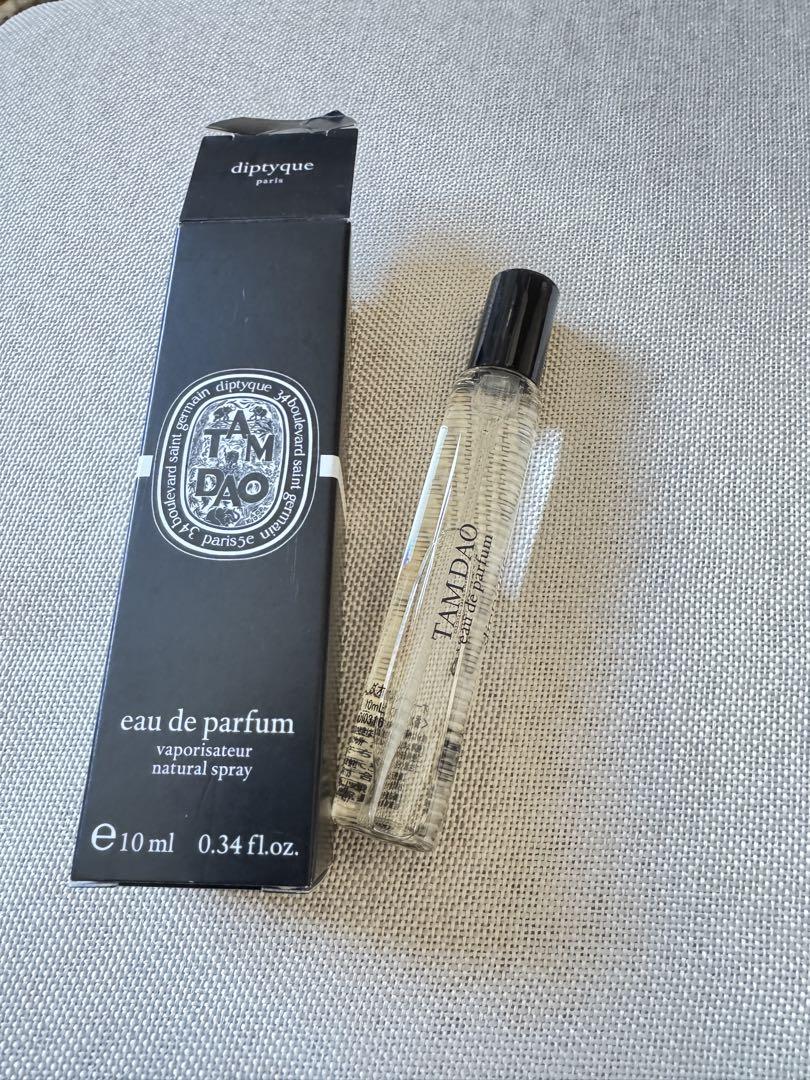 diptyque
paris
34 boulevard saint germain diptyque 34 boulevard saint germain
paris 5e
TAM
DAO
eau de parfum
vaporisateur
natural spray
e 10 ml 0.34 fl.oz.
TAM DAO
eau de parfum
10mL